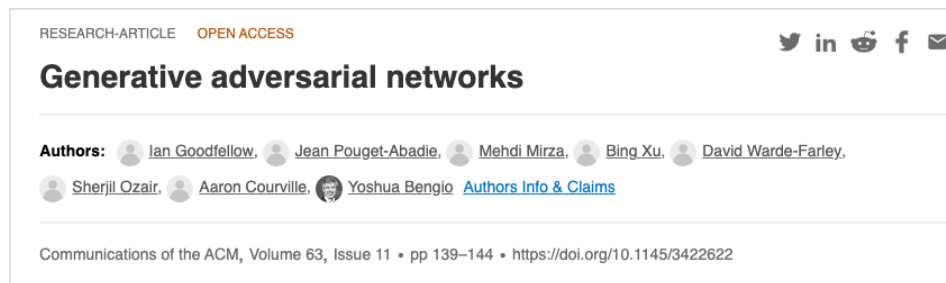 RESEARCH-ARTICLE OPEN ACCESS
Generative adversarial networks
Authors: Ian Goodfellow, Jean Pouget-Abadie, Mehdi Mirza, Bing Xu, David Warde-Farley,
Sherjil Ozair, Aaron Courville, Yoshua Bengio Authors Info & Claims
Communications of the ACM, Volume 63, Issue 11 • pp 139–144 • https://doi.org/10.1145/3422622